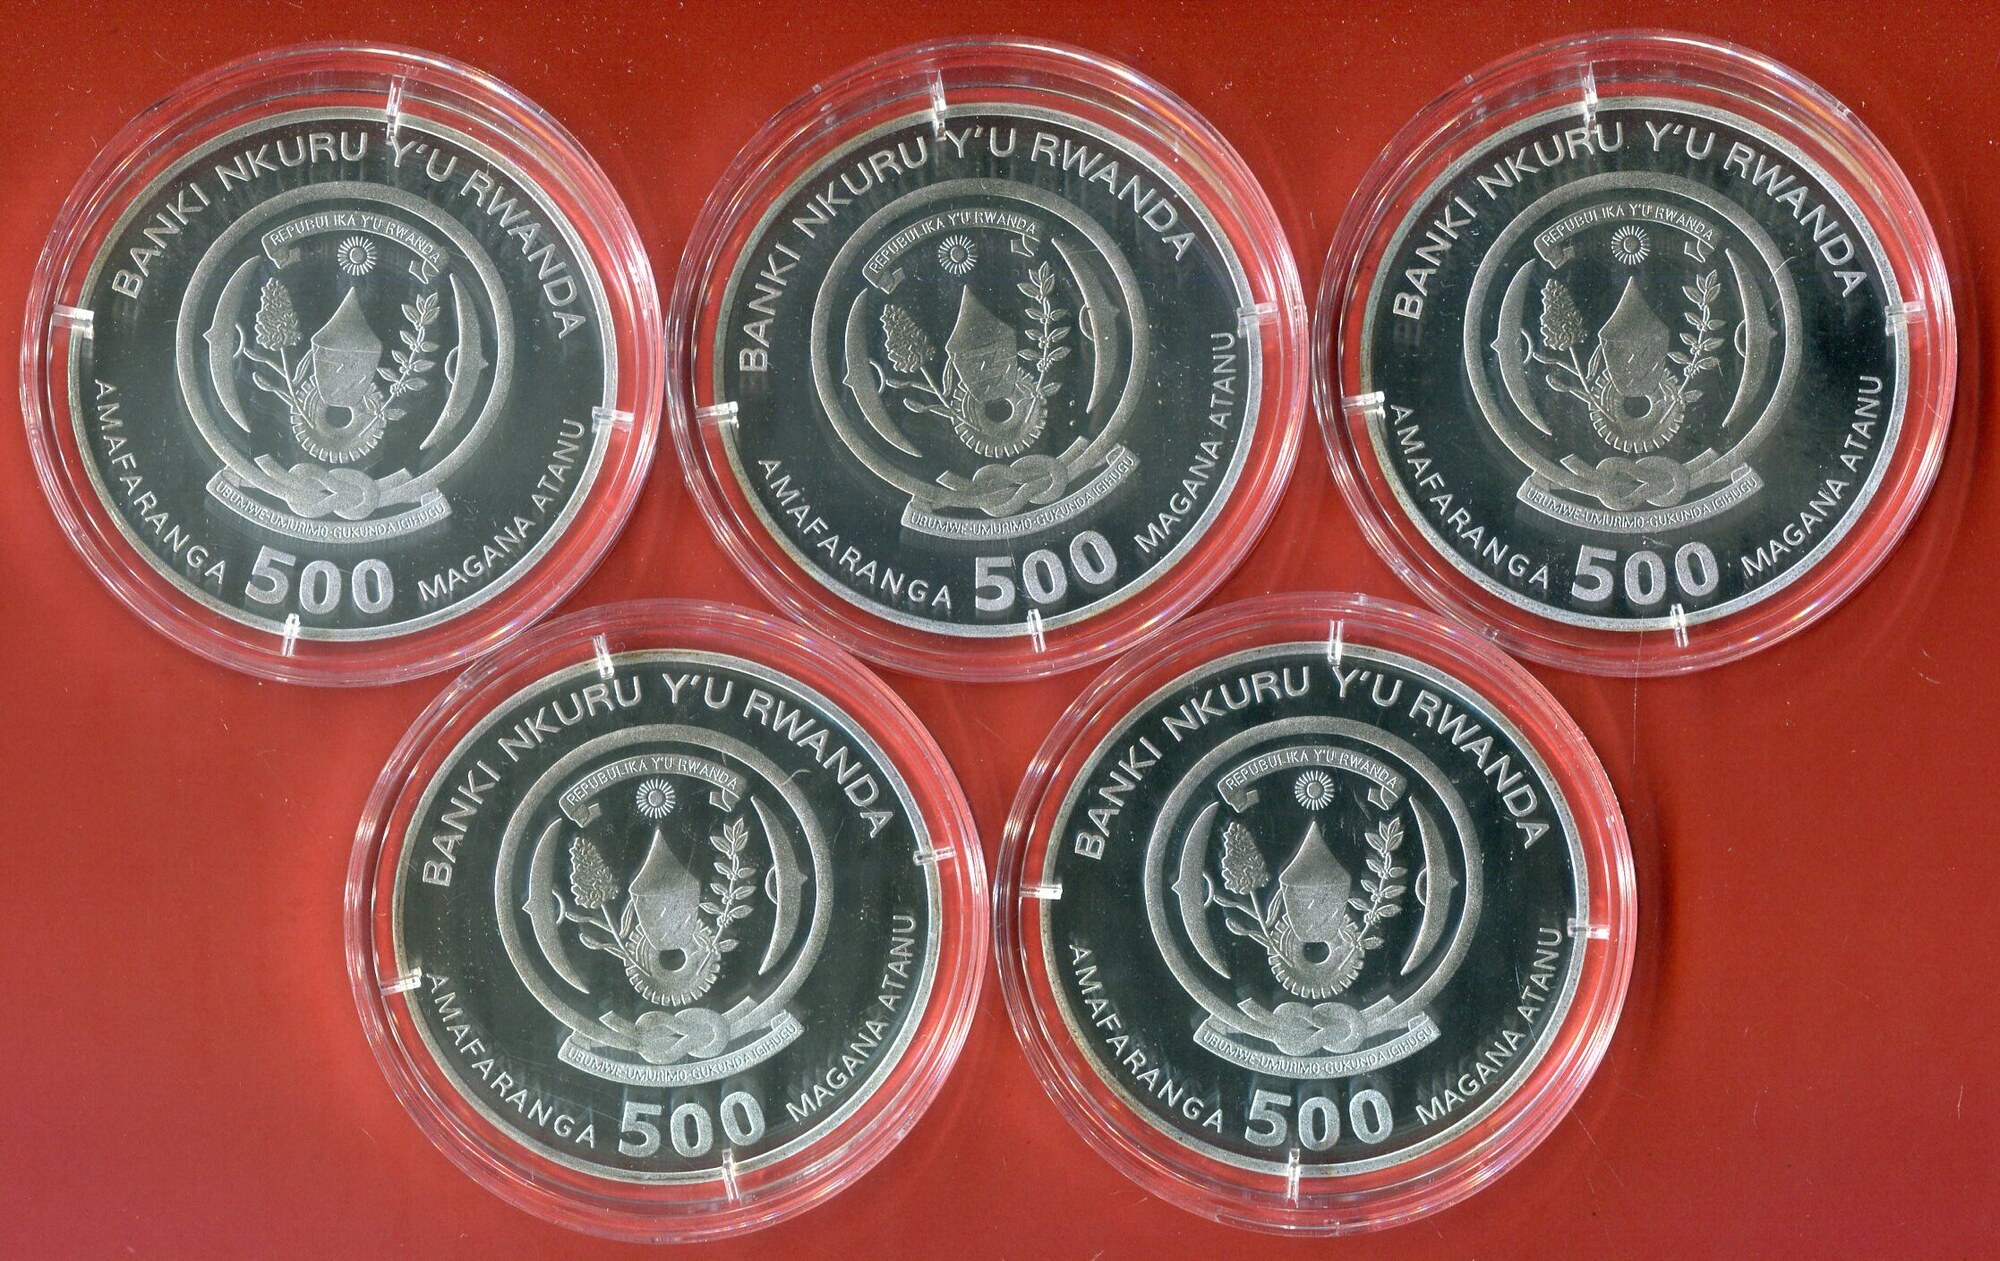 BANKI NKURU Y'U RWANDA
REPUBULIKA Y'U RWANDA
UBUMWE-UMURIMO-GUKUNDA IGIHUGU
AMAFARANGA 500 MAGANA ATANU
BANKI NKURU Y'U RWANDA
REPUBULIKA Y'U RWANDA
UBUMWE-UMURIMO-GUKUNDA IGIHUGU
AMAFARANGA 500 MAGANA ATANU
BANKI NKURU Y'U RWANDA
REPUBULIKA Y'U RWANDA
UBUMWE-UMURIMO-GUKUNDA IGIHUGU
AMAFARANGA 500 MAGANA ATANU
BANKI NKURU Y'U RWANDA
REPUBULIKA Y'U RWANDA
UBUMWE-UMURIMO-GUKUNDA IGIHUGU
AMAFARANGA 500 MAGANA ATANU
BANKI NKURU Y'U RWANDA
REPUBULIKA Y'U RWANDA
UBUMWE-UMURIMO-GUKUNDA IGIHUGU
AMAFARANGA 500 MAGANA ATANU